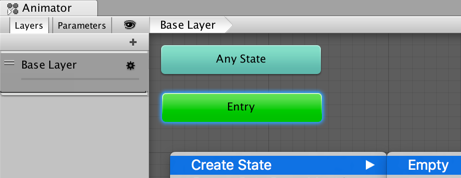 Animator
Layers Parameters
Base Layer
+
Base Layer
Any State
Entry
Create State
Empty